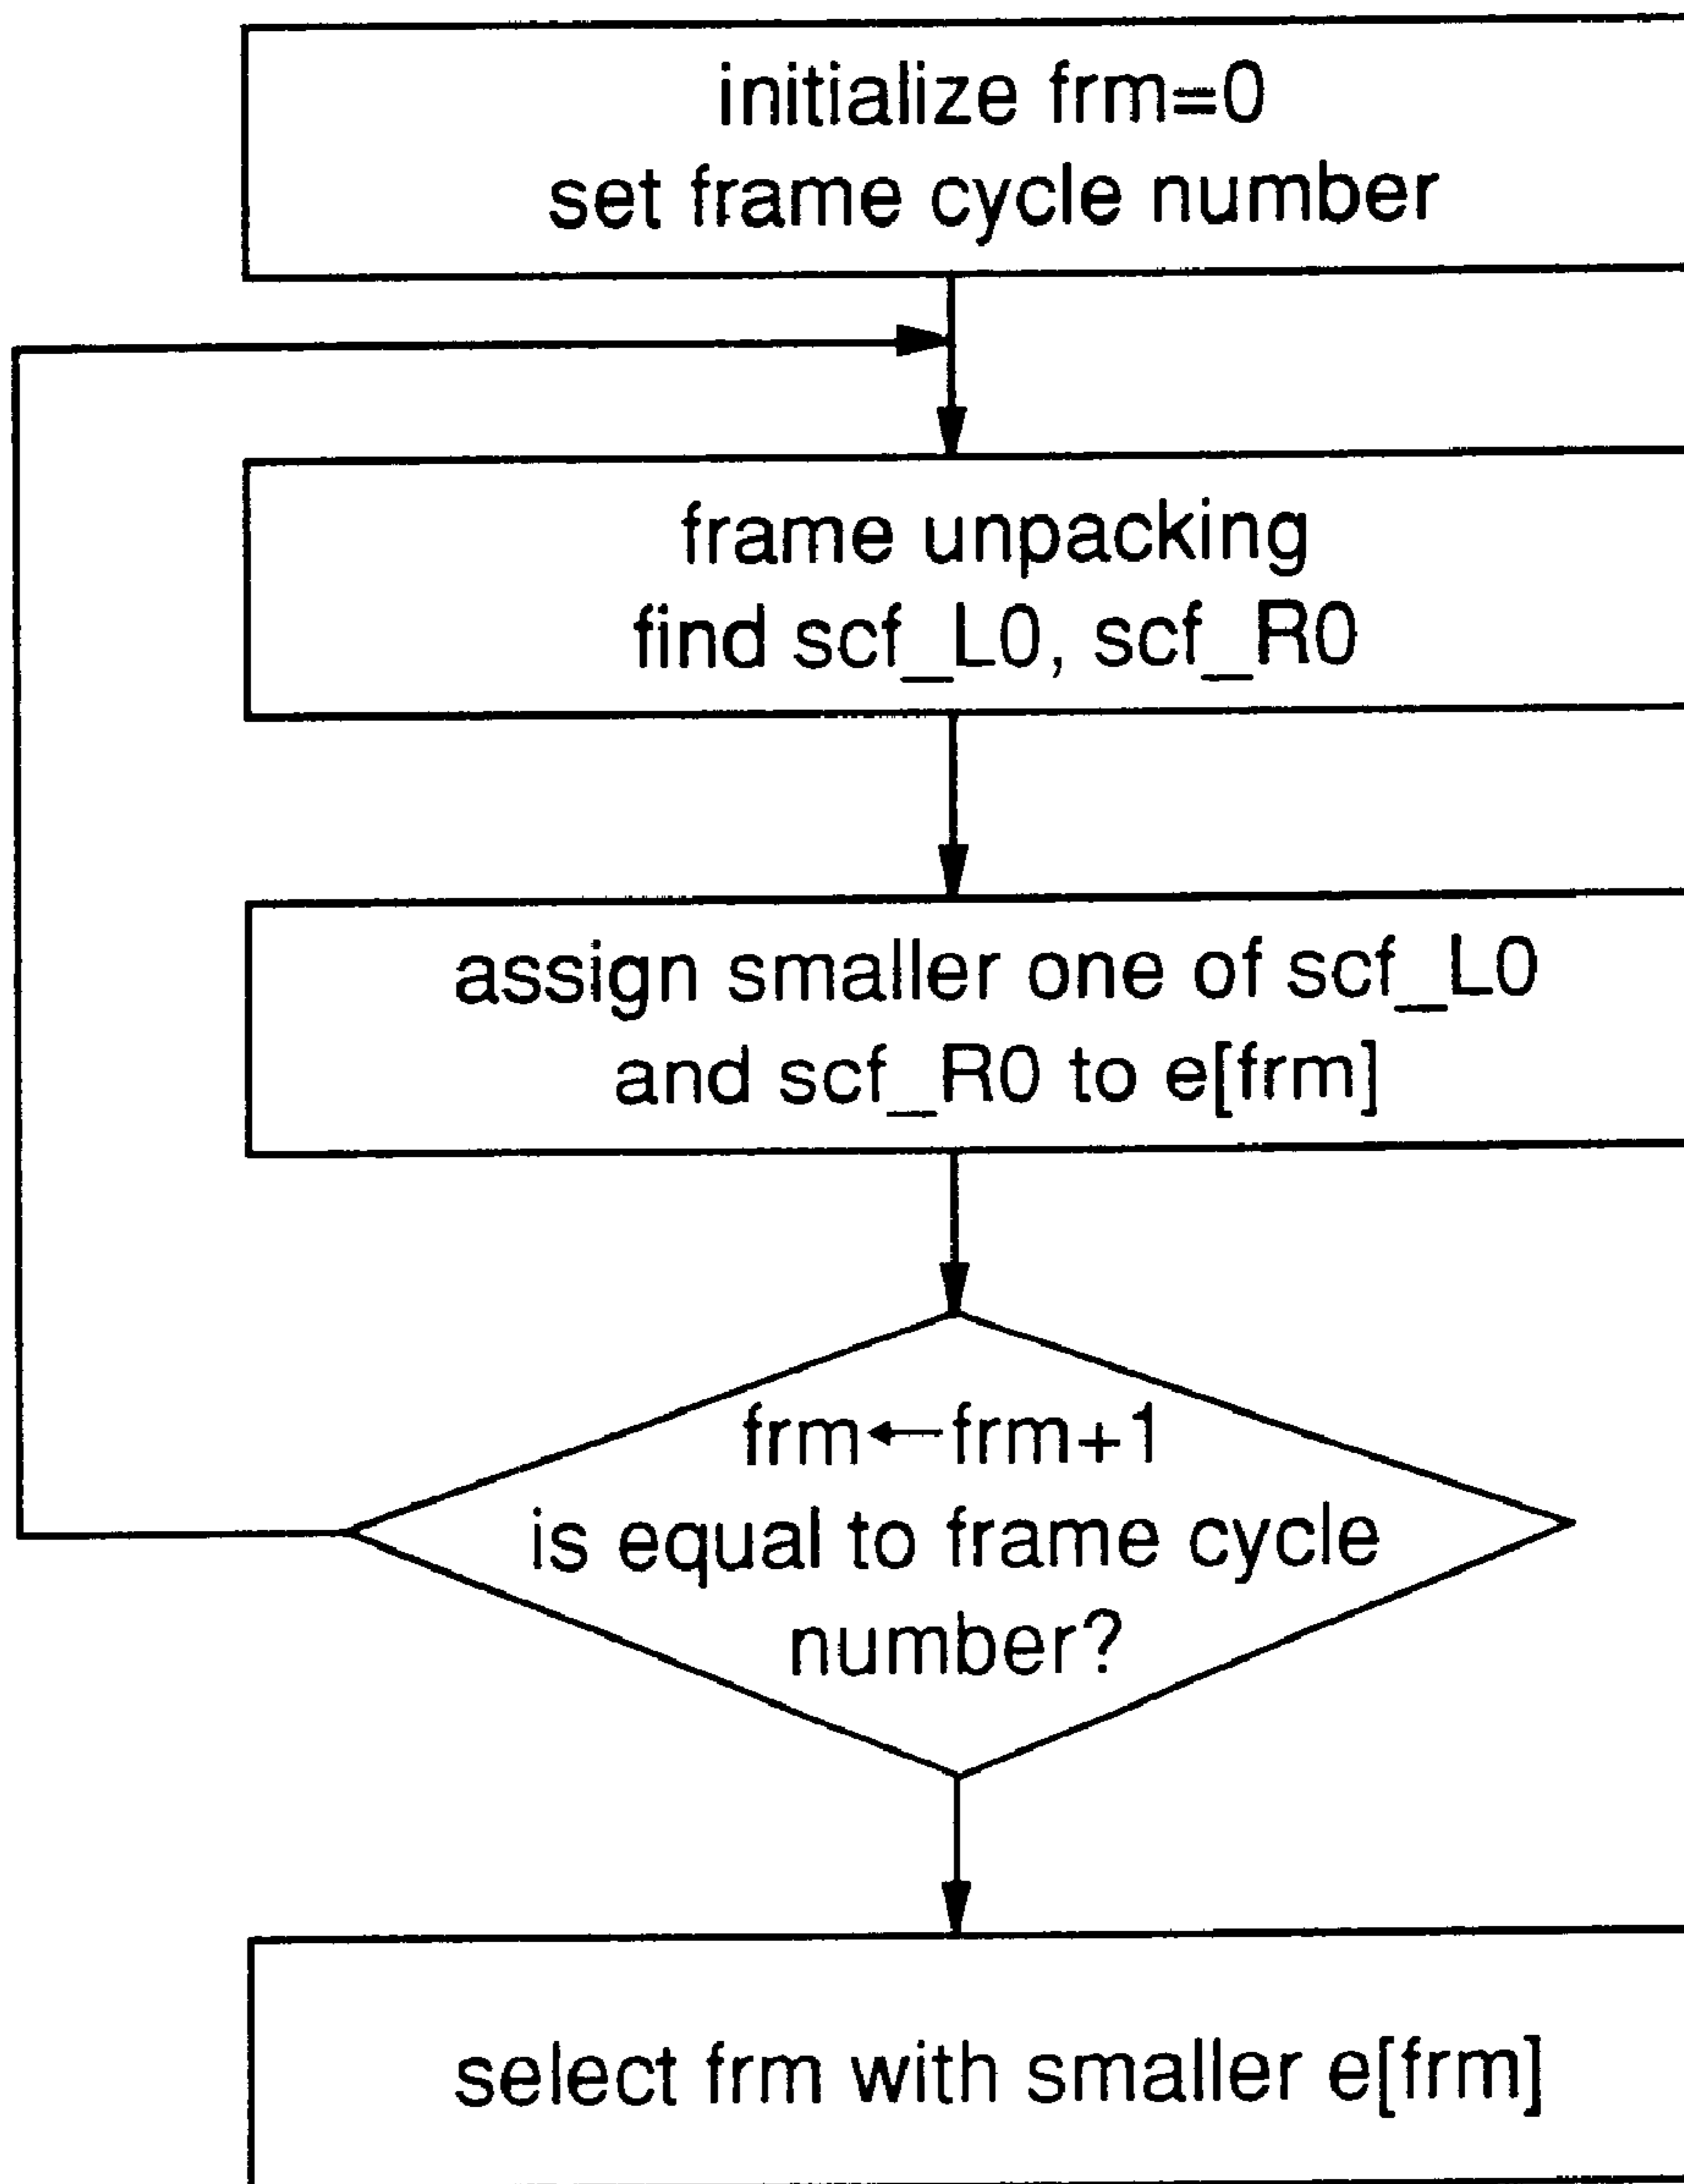 initialize frm=0
set frame cycle number
frame unpacking
find scf_L0, scf_R0
assign smaller one of scf_L0
and scf_R0 to e[frm]
frm←frm+1
is equal to frame cycle
number?
select frm with smaller e[frm]